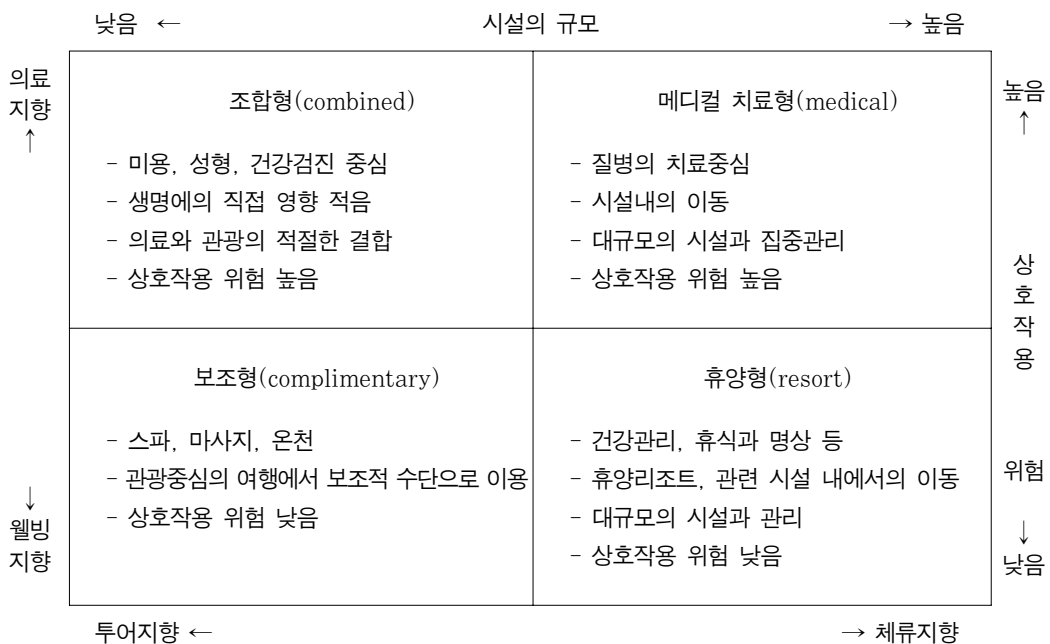 낮음 ← 시설의 규모 → 높음
의료
지향
↑
조합형(combined)
- 미용, 성형, 건강검진 중심
- 생명에의 직접 영향 적음
- 의료와 관광의 적절한 결합
- 상호작용 위험 높음
메디컬 치료형(medical)
- 질병의 치료중심
- 시설내의 이동
- 대규모의 시설과 집중관리
- 상호작용 위험 높음
높음
↑
상
호
작
용
보조형(complimentary)
- 스파, 마사지, 온천
- 관광중심의 여행에서 보조적 수단으로 이용
- 상호작용 위험 낮음
휴양형(resort)
- 건강관리, 휴식과 명상 등
- 휴양리조트, 관련 시설 내에서의 이동
- 대규모의 시설과 관리
- 상호작용 위험 낮음
↓
웰빙
지향
위험
↓
낮음
투어지향 ← → 체류지향